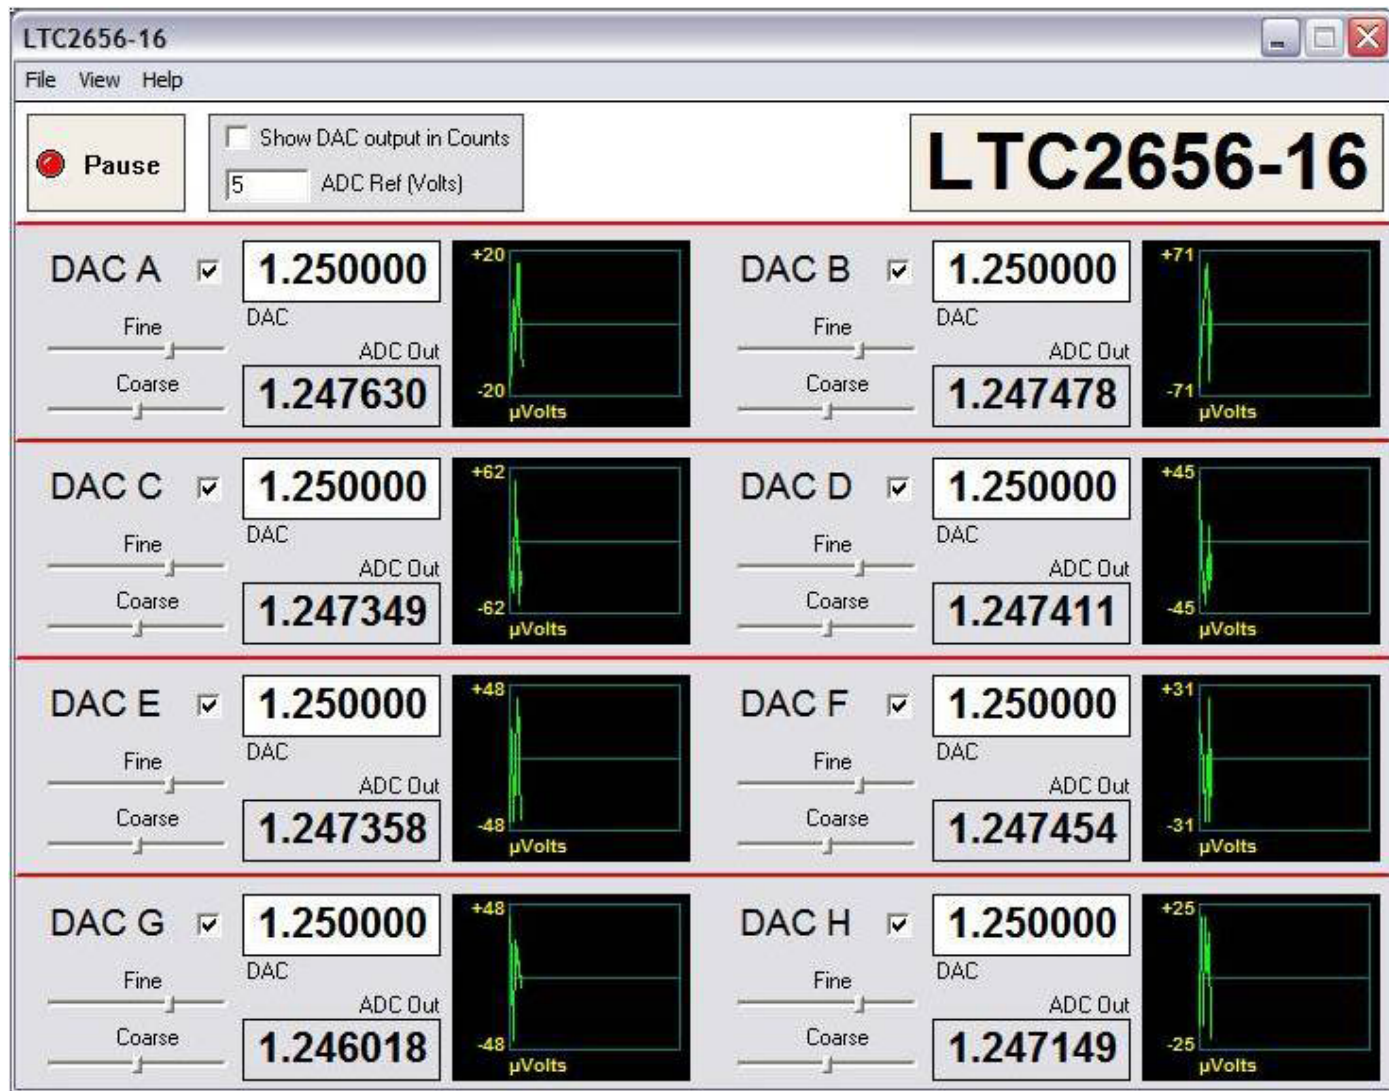 LTC2656-16
File View Help
Pause
Show DAC output in Counts
5 ADC Ref (Volts)
LTC2656-16
DAC A
1.250000
DAC
Fine
ADC Out
Coarse
1.247630
+20
-20
µVolts
DAC B
1.250000
DAC
Fine
ADC Out
Coarse
1.247478
+71
-71
µVolts
DAC C
1.250000
DAC
Fine
ADC Out
Coarse
1.247349
+62
-62
µVolts
DAC D
1.250000
DAC
Fine
ADC Out
Coarse
1.247411
+45
-45
µVolts
DAC E
1.250000
DAC
Fine
ADC Out
Coarse
1.247358
+48
-48
µVolts
DAC F
1.250000
DAC
Fine
ADC Out
Coarse
1.247454
+31
-31
µVolts
DAC G
1.250000
DAC
Fine
ADC Out
Coarse
1.246018
+48
-48
µVolts
DAC H
1.250000
DAC
Fine
ADC Out
Coarse
1.247149
+25
-25
µVolts